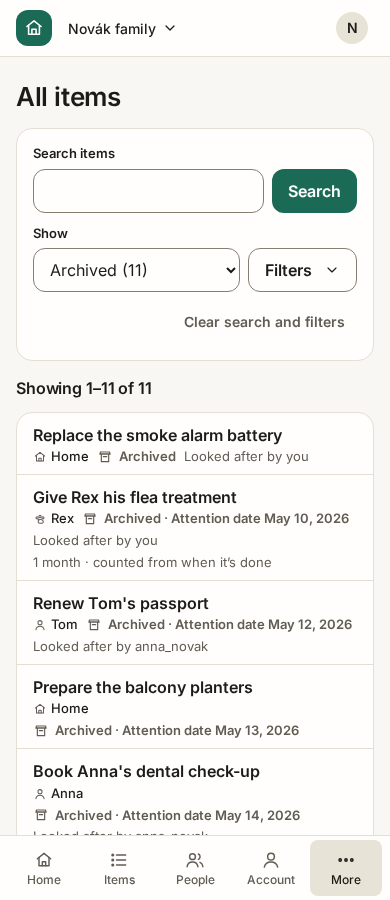 Novák family
N
All items
Search items
Search
Show
Archived (11)
Filters
Clear search and filters
Showing 1–11 of 11
Replace the smoke alarm battery
Home Archived Looked after by you
Give Rex his flea treatment
Rex Archived · Attention date May 10, 2026
Looked after by you
1 month · counted from when it’s done
Renew Tom's passport
Tom Archived · Attention date May 12, 2026
Looked after by anna_novak
Prepare the balcony planters
Home
Archived · Attention date May 13, 2026
Book Anna's dental check-up
Anna
Archived · Attention date May 14, 2026
Looked after by anna_novak
Home Items People Account More